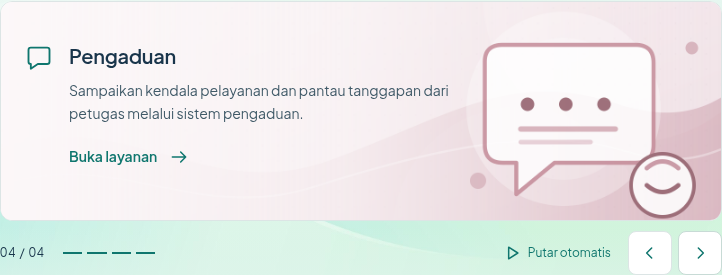 Pengaduan
Sampaikan kendala pelayanan dan pantau tanggapan dari
petugas melalui sistem pengaduan.
Buka layanan
04 / 04
Putar otomatis